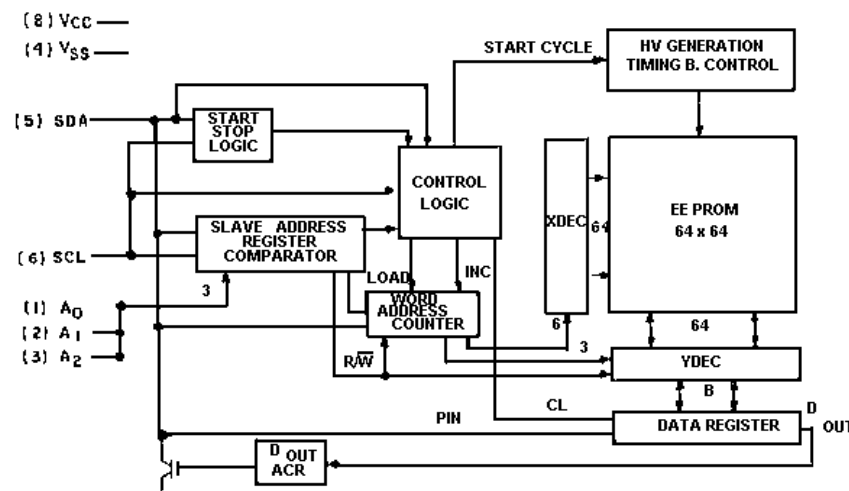 (8) VCC
(4) VSS
START CYCLE
HV GENERATION
TIMING B. CONTROL
(5) SDA
START
STOP
LOGIC
CONTROL
LOGIC
XDEC
64
EE PROM
64 x 64
SLAVE ADDRESS
REGISTER
COMPARATOR
(6) SCL
3
LOAD
INC
(1) A0
(2) A1
(3) A2
WORD
ADDRESS
COUNTER
6
3
64
R/W̅
YDEC
B
PIN
CL
DATA REGISTER
D
OUT
D OUT
ACR